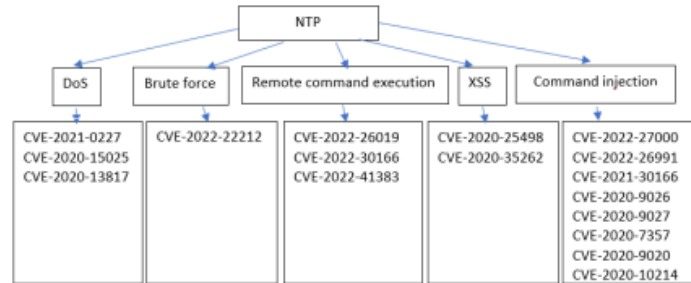 NTP
DoS
Brute force
Remote command execution
XSS
Command injection
CVE-2021-0227
CVE-2020-15025
CVE-2020-13817
CVE-2022-22212
CVE-2022-26019
CVE-2022-30166
CVE-2022-41383
CVE-2020-25498
CVE-2020-35262
CVE-2022-27000
CVE-2022-26991
CVE-2021-30166
CVE-2020-9026
CVE-2020-9027
CVE-2020-7357
CVE-2020-9020
CVE-2020-10214